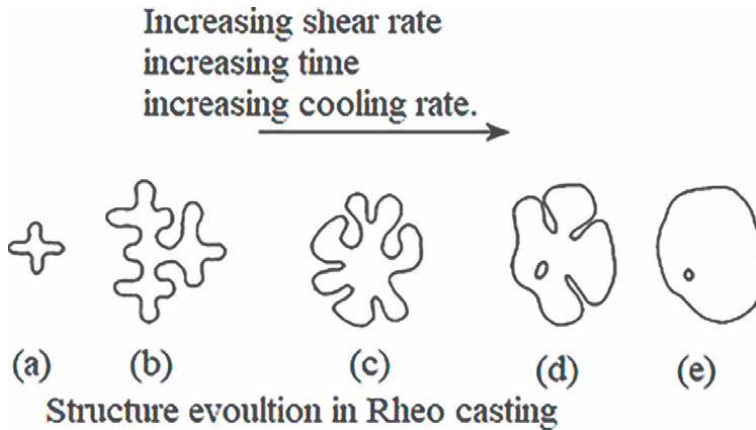 Increasing shear rate
increasing time
increasing cooling rate.
(a) (b) (c) (d) (e)
Structure evoultion in Rheo casting